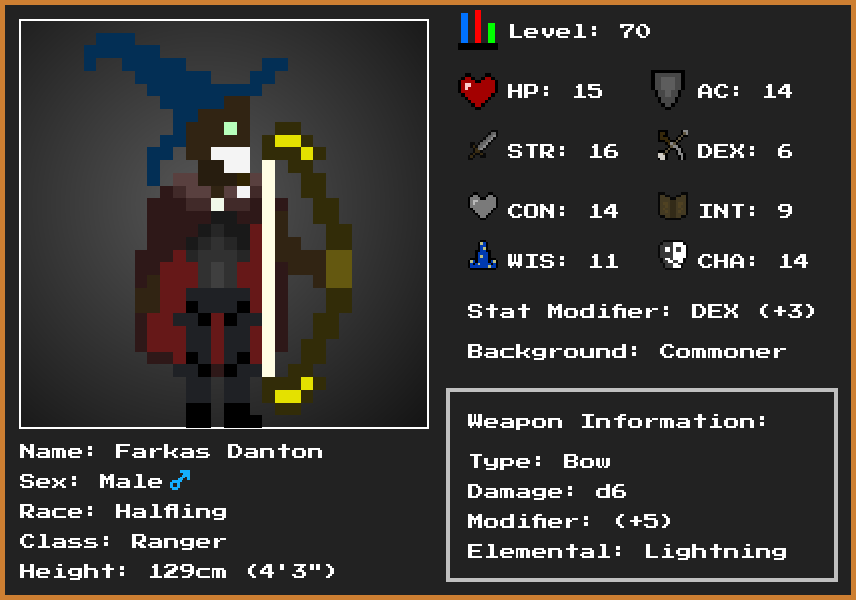 Level: 70
HP: 15
AC: 14
STR: 16
DEX: 6
CON: 14
INT: 9
WIS: 11
CHA: 14
Stat Modifier: DEX (+3)
Background: Commoner
Weapon Information:
Type: Bow
Damage: d6
Modifier: (+5)
Elemental: Lightning
Name: Farkas Danton
Sex: Male ♂
Race: Halfling
Class: Ranger
Height: 129cm (4'3")